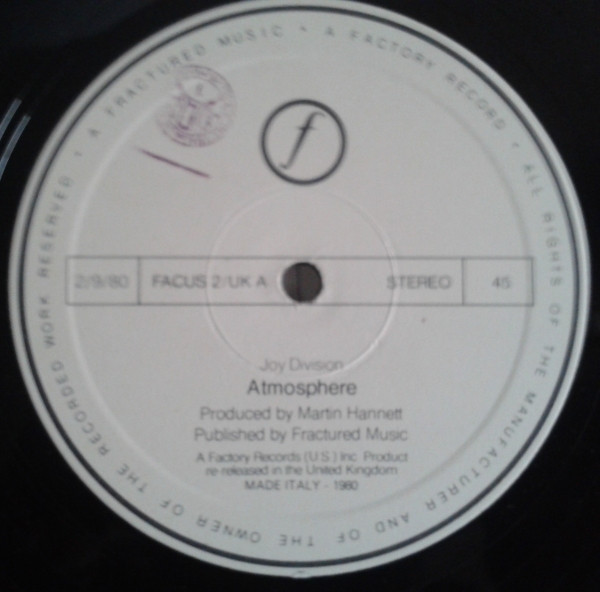 A FRACTURED MUSIC • A FACTORY RECORD • ALL RIGHTS OF THE MANUFACTURER AND OF THE OWNER OF THE RECORDED WORK RESERVED •
f
2/9/80 FACUS 2/UK A STEREO 45
Joy Division
Atmosphere
Produced by Martin Hannett
Published by Fractured Music
A Factory Records (U.S.) Inc. Product
re-released in the United Kingdom
MADE ITALY - 1980